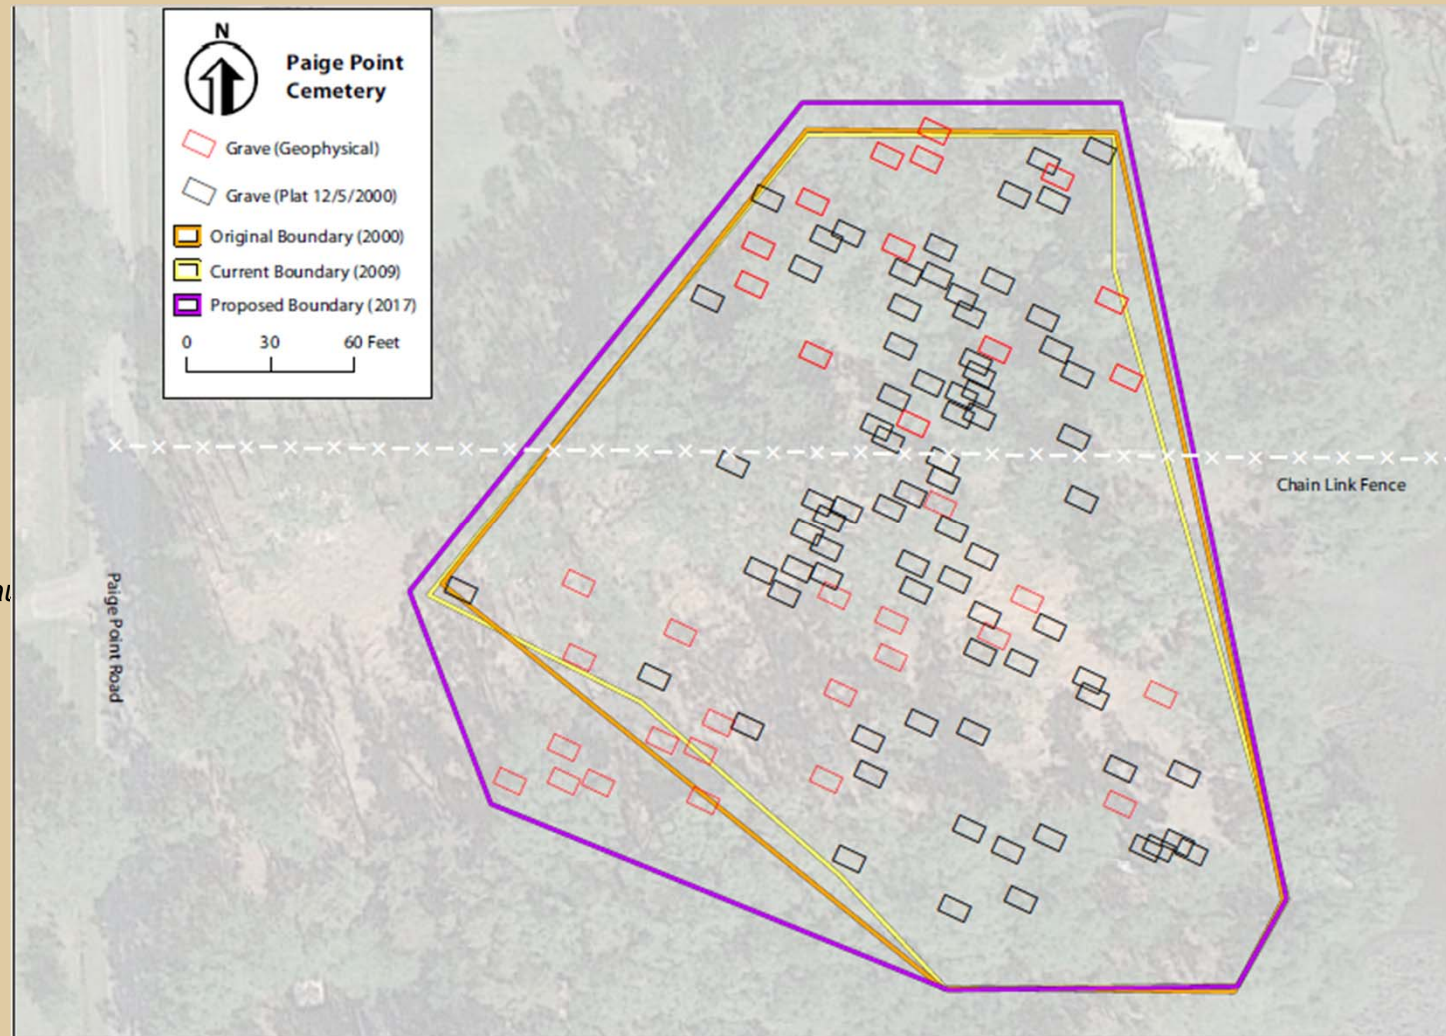 N
Paige Point
Cemetery
Grave (Geophysical)
Grave (Plat 12/5/2000)
Original Boundary (2000)
Current Boundary (2009)
Proposed Boundary (2017)
0 30 60 Feet
Chain Link Fence
Paige Point Road